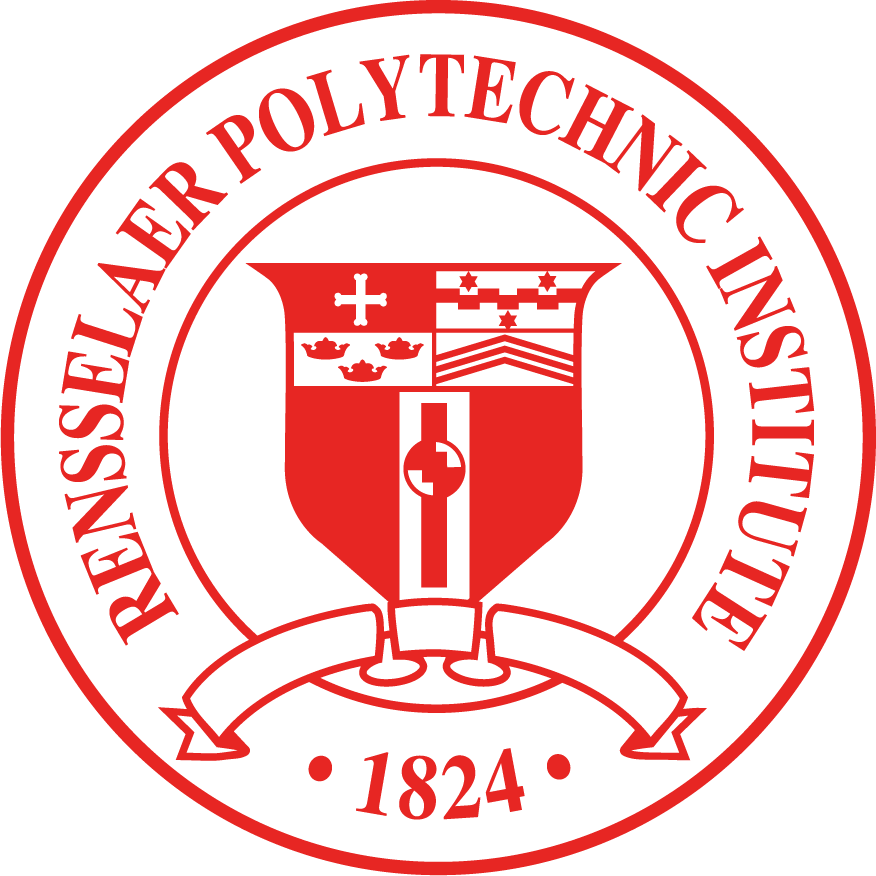 RENSSELAER POLYTECHNIC INSTITUTE
• 1824 •